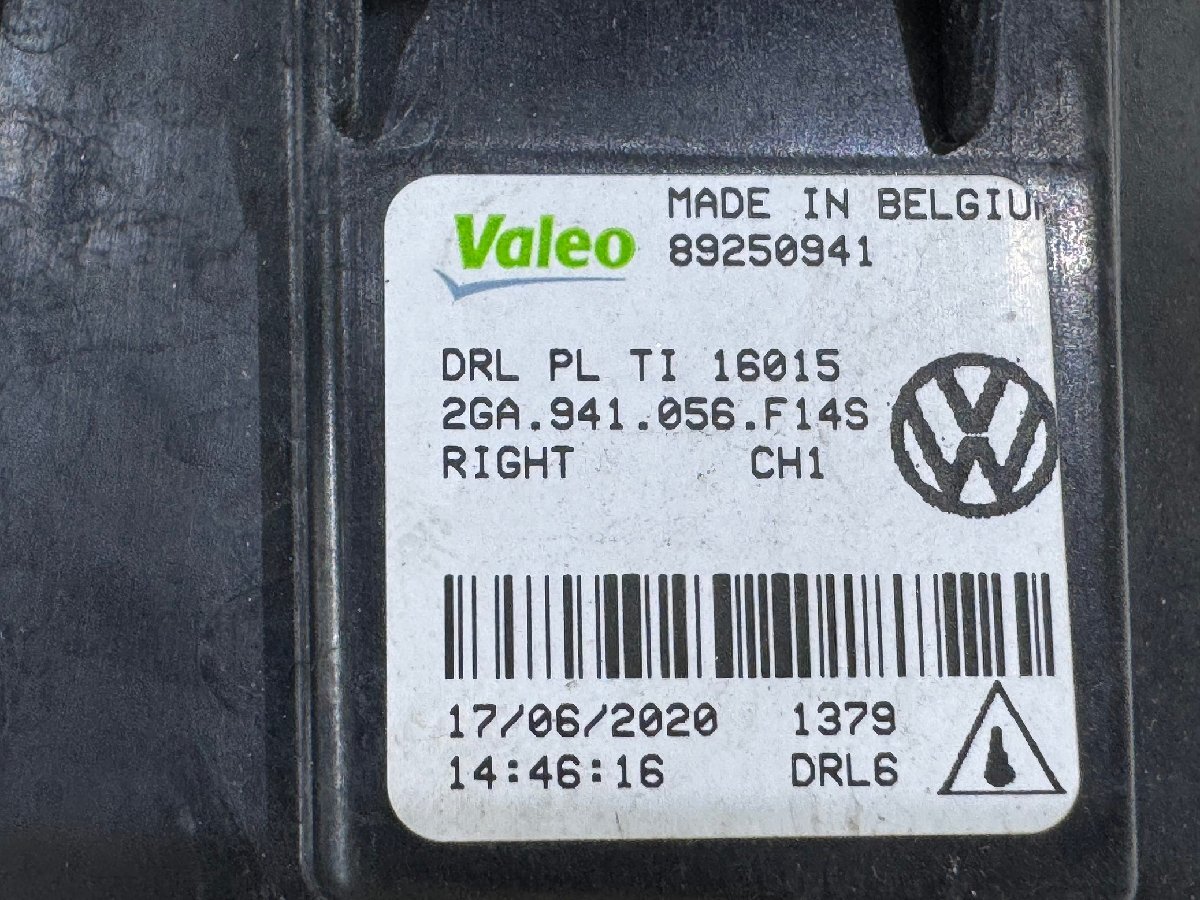 Valeo
MADE IN BELGIUM
89250941
DRL PL TI 16015
2GA.941.056.F14S
RIGHT CH1
17/06/2020 1379
14:46:16 DRL6